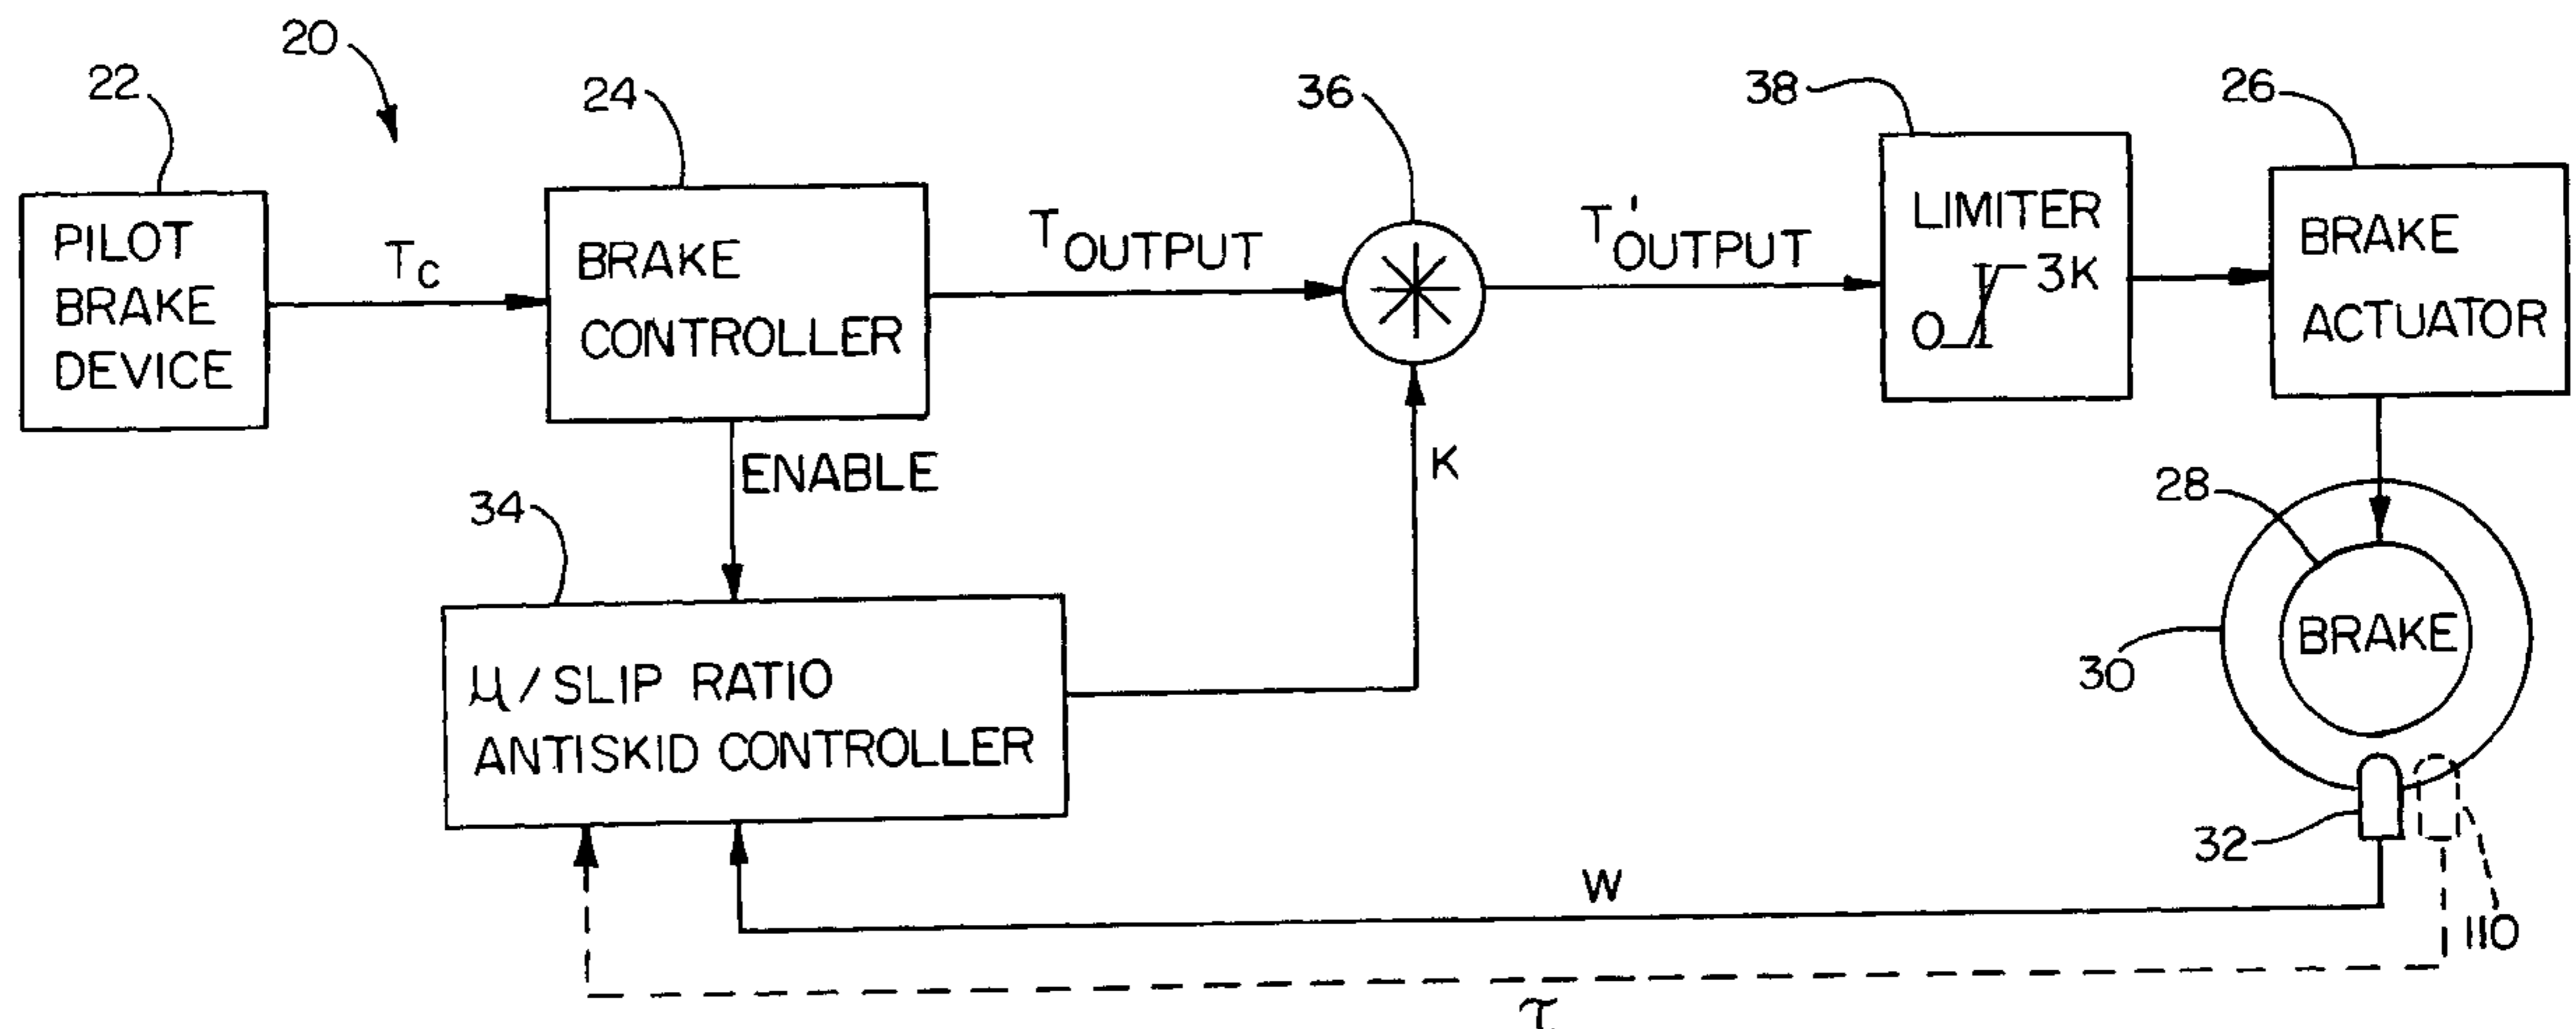 20
22
24
36
38
26
PILOT
BRAKE
DEVICE
TC
BRAKE
CONTROLLER
TOUTPUT
T'OUTPUT
LIMITER
3K
0
BRAKE
ACTUATOR
ENABLE
K
34
28
μ/SLIP RATIO
ANTISKID CONTROLLER
BRAKE
30
32
W
110
τ